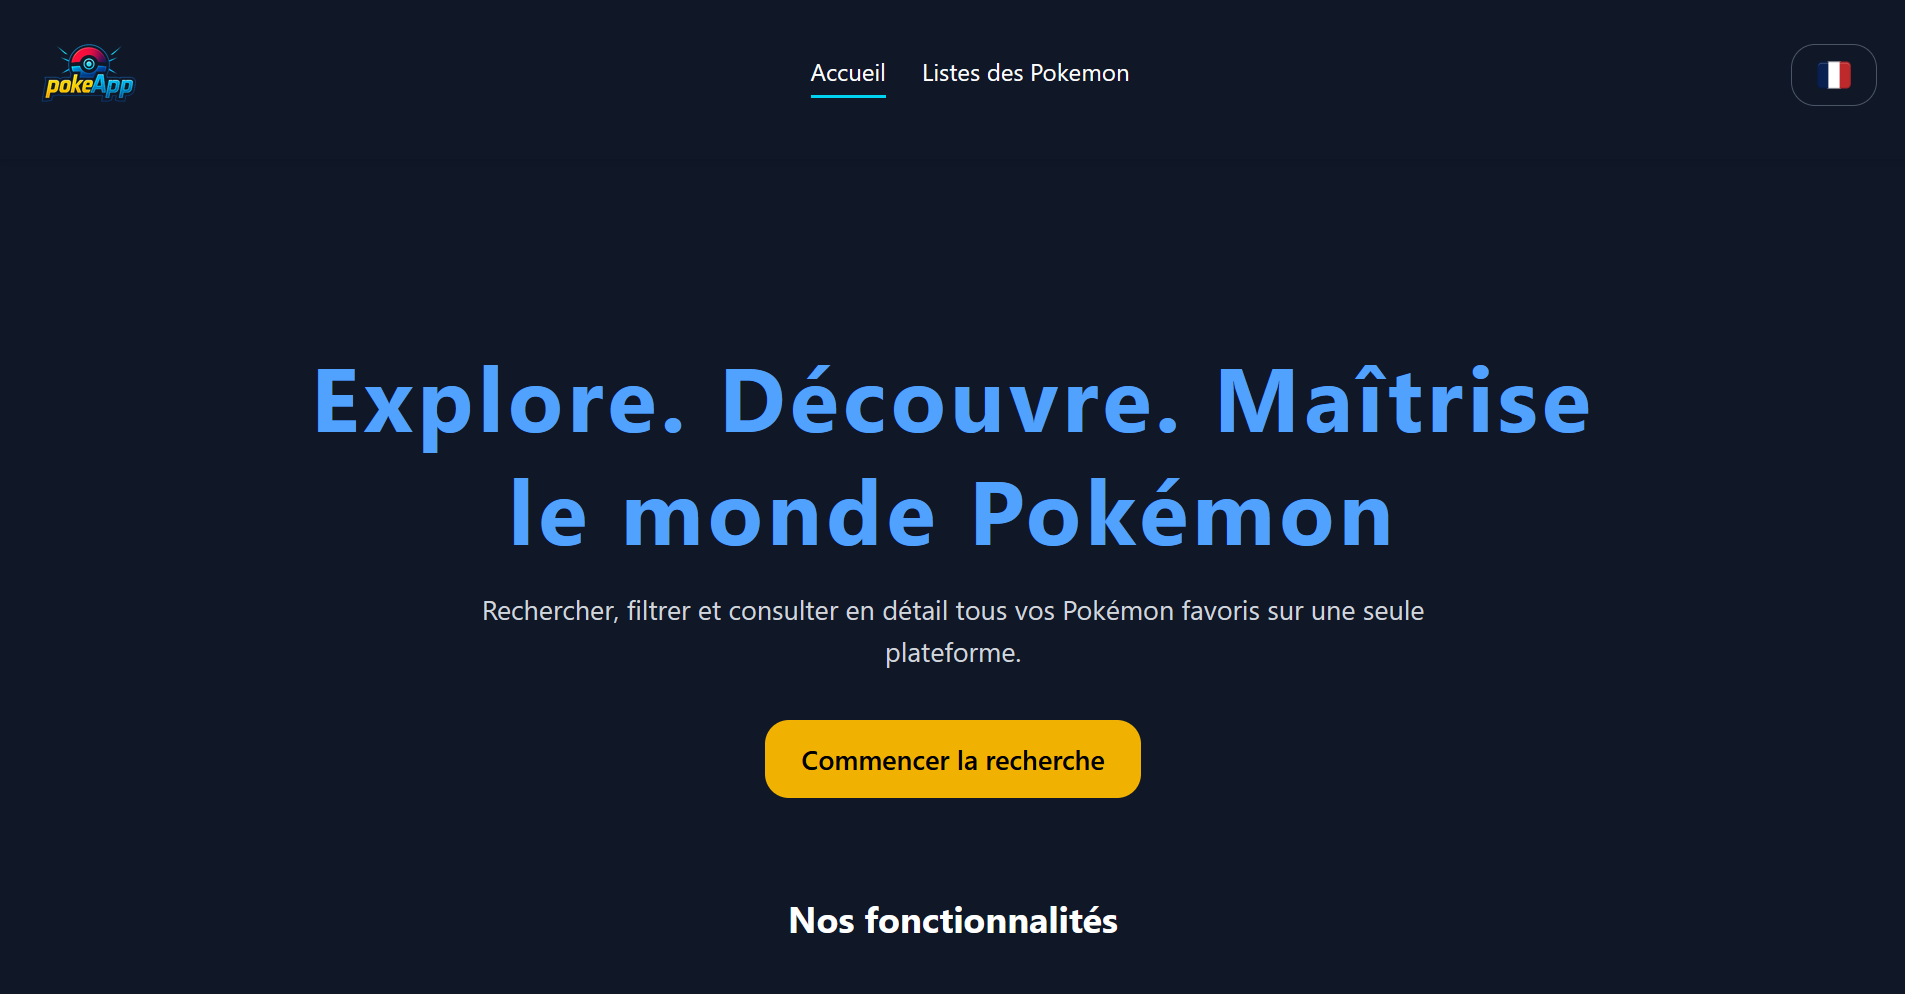 pokeApp
Accueil
Listes des Pokemon
Explore. Découvre. Maîtrise
le monde Pokémon
Rechercher, filtrer et consulter en détail tous vos Pokémon favoris sur une seule
plateforme.
Commencer la recherche
Nos fonctionnalités